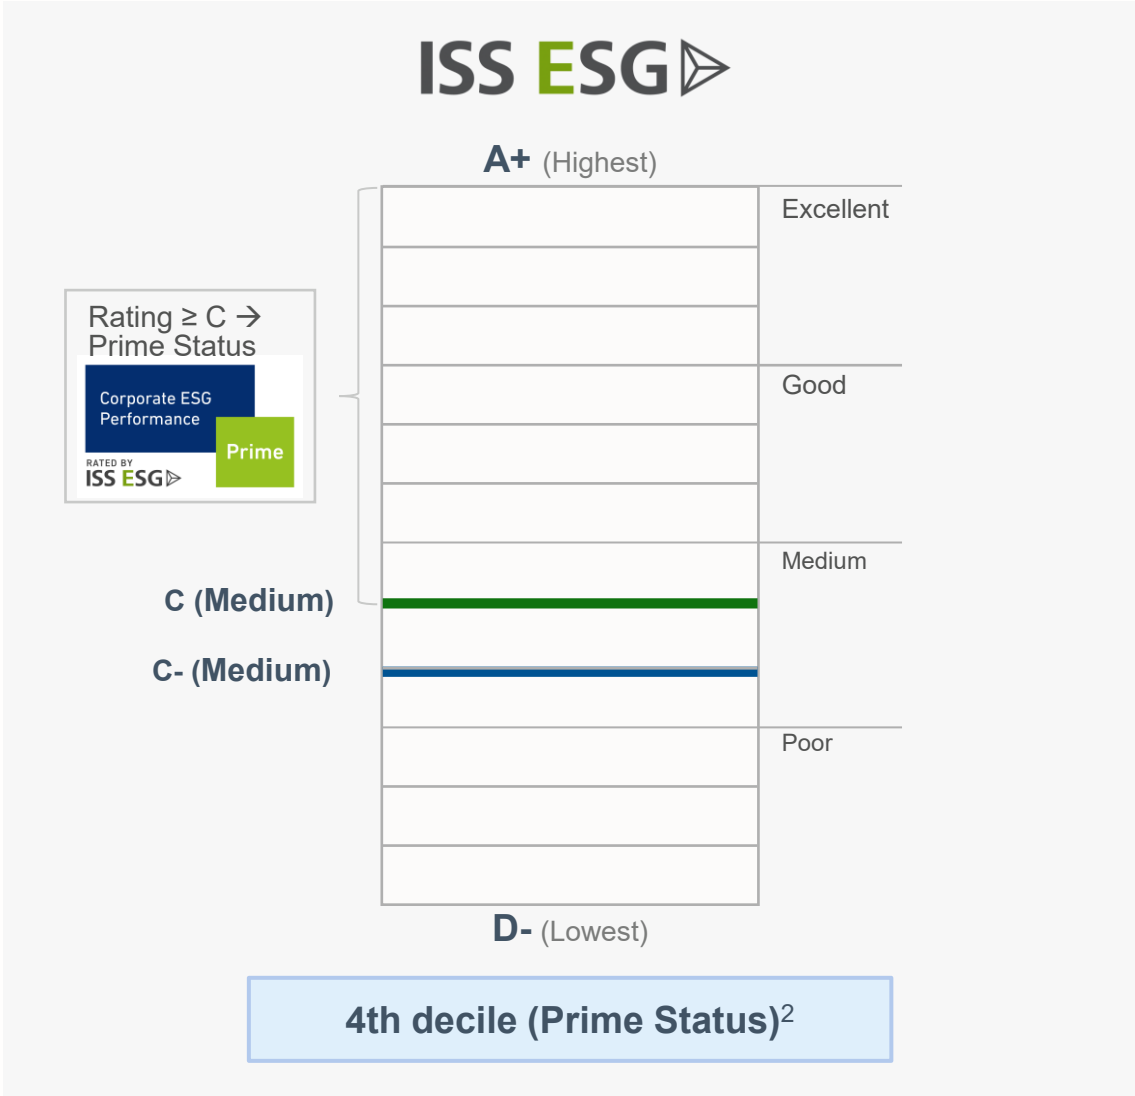 ISS ESG
A+ (Highest)
Excellent
Rating ≥ C →
Prime Status
Corporate ESG
Performance
Prime
RATED BY
ISS ESG
Good
Medium
C (Medium)
C- (Medium)
Poor
D- (Lowest)
4th decile (Prime Status)2